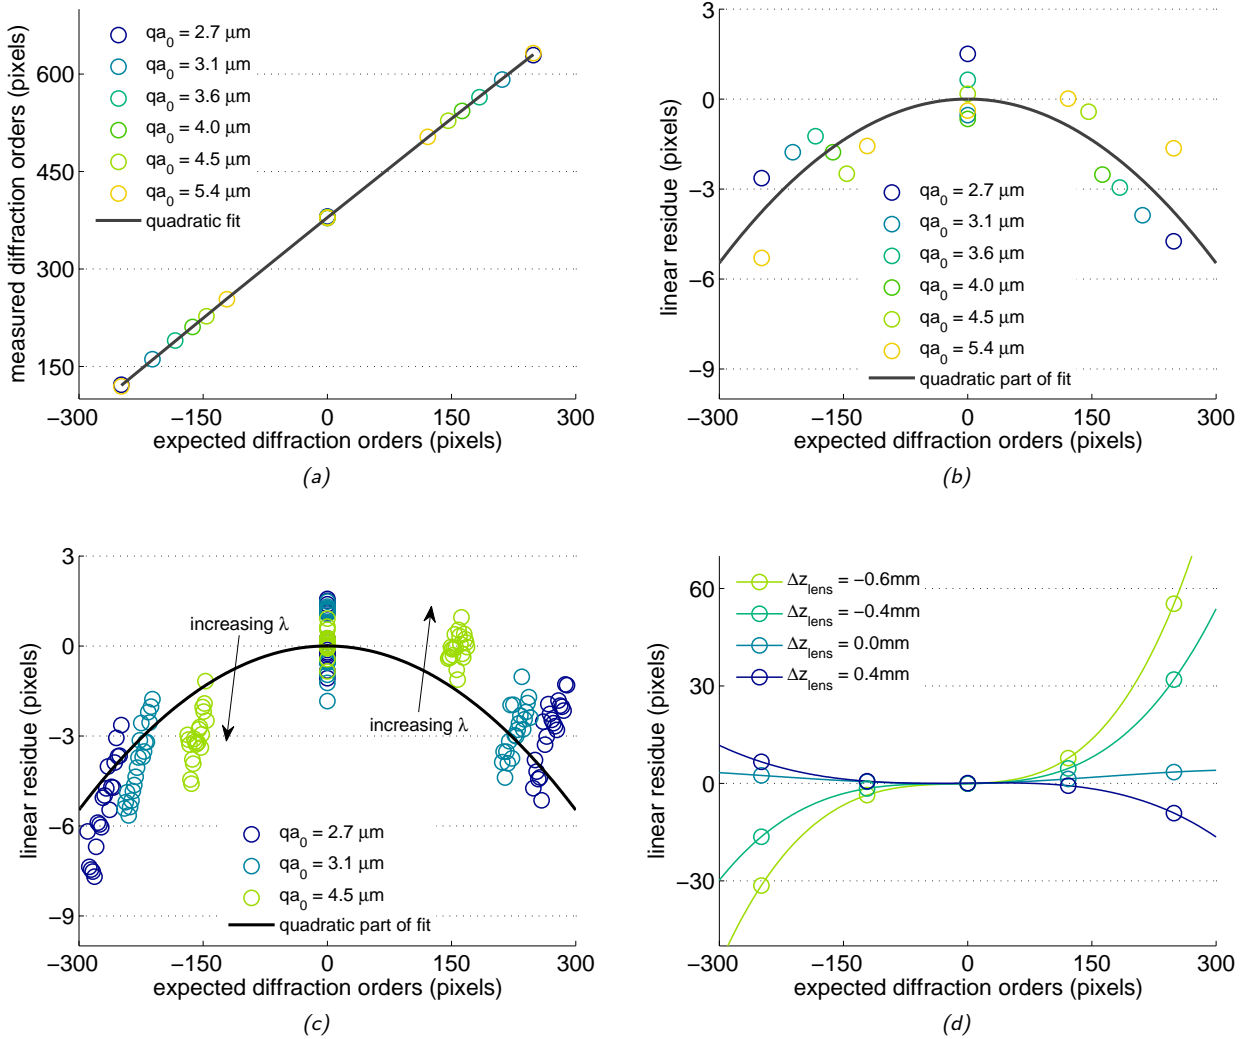 measured diffraction orders (pixels)
600
450
300
150
qa0 = 2.7 µm
qa0 = 3.1 µm
qa0 = 3.6 µm
qa0 = 4.0 µm
qa0 = 4.5 µm
qa0 = 5.4 µm
quadratic fit
−300 −150 0 150 300
expected diffraction orders (pixels)
(a)
linear residue (pixels)
3
0
−3
−6
−9
qa0 = 2.7 µm
qa0 = 3.1 µm
qa0 = 3.6 µm
qa0 = 4.0 µm
qa0 = 4.5 µm
qa0 = 5.4 µm
quadratic part of fit
−300 −150 0 150 300
expected diffraction orders (pixels)
(b)
linear residue (pixels)
3
0
−3
−6
−9
increasing λ
increasing λ
qa0 = 2.7 µm
qa0 = 3.1 µm
qa0 = 4.5 µm
quadratic part of fit
−300 −150 0 150 300
expected diffraction orders (pixels)
(c)
linear residue (pixels)
60
30
0
−30
Δzlens = −0.6mm
Δzlens = −0.4mm
Δzlens = 0.0mm
Δzlens = 0.4mm
−300 −150 0 150 300
expected diffraction orders (pixels)
(d)